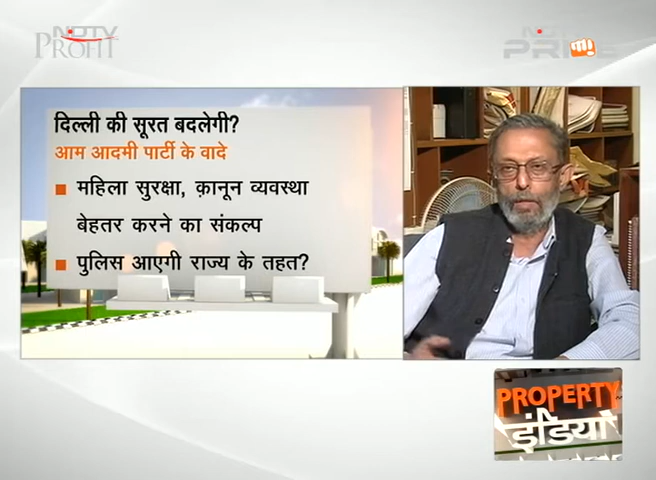 NDTV
PROFIT
NDTV
PRIME
दिल्ली की सूरत बदलेगी?
आम आदमी पार्टी के वादे
महिला सुरक्षा, क़ानून व्यवस्था
बेहतर करने का संकल्प
पुलिस आएगी राज्य के तहत?
PROPERTY
इंडिया